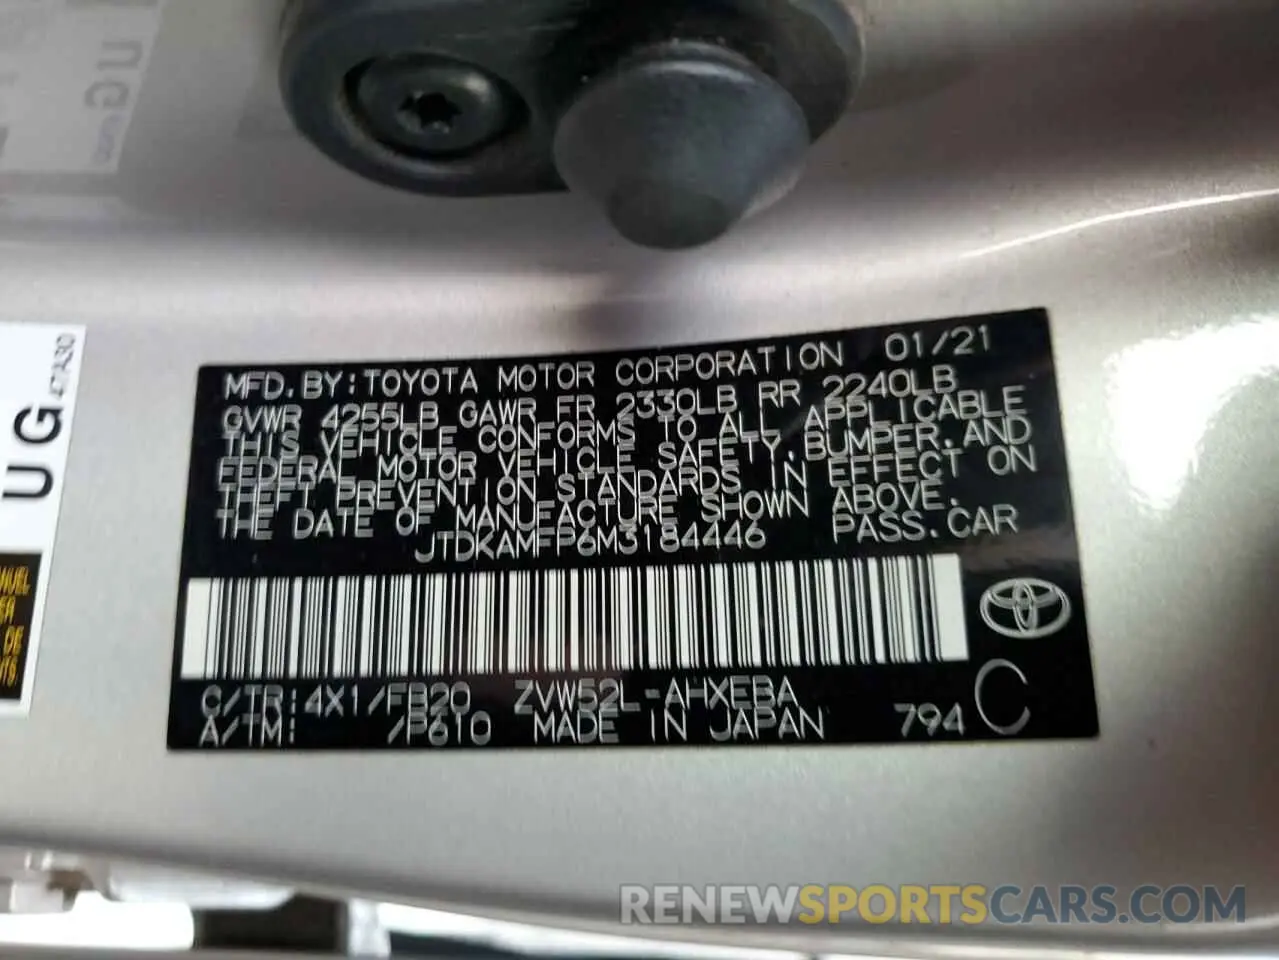 MFD.BY:TOYOTA MOTOR CORPORATION 01/21
GVWR 4255LB GAWR FR 2330LB RR 2240LB
THIS VEHICLE CONFORMS TO ALL APPLICABLE
FEDERAL MOTOR VEHICLE SAFETY,BUMPER,AND
THEFT PREVENTION STANDARDS IN EFFECT ON
THE DATE OF MANUFACTURE SHOWN ABOVE.
JTDKAMFP6M3184446 PASS.CAR
C/TR:4X1/FB20 ZVW52L-AHXEBA
A/TM: /P610 MADE IN JAPAN 794 C
UG 47A30
RENEWSPORTSCARS.COM